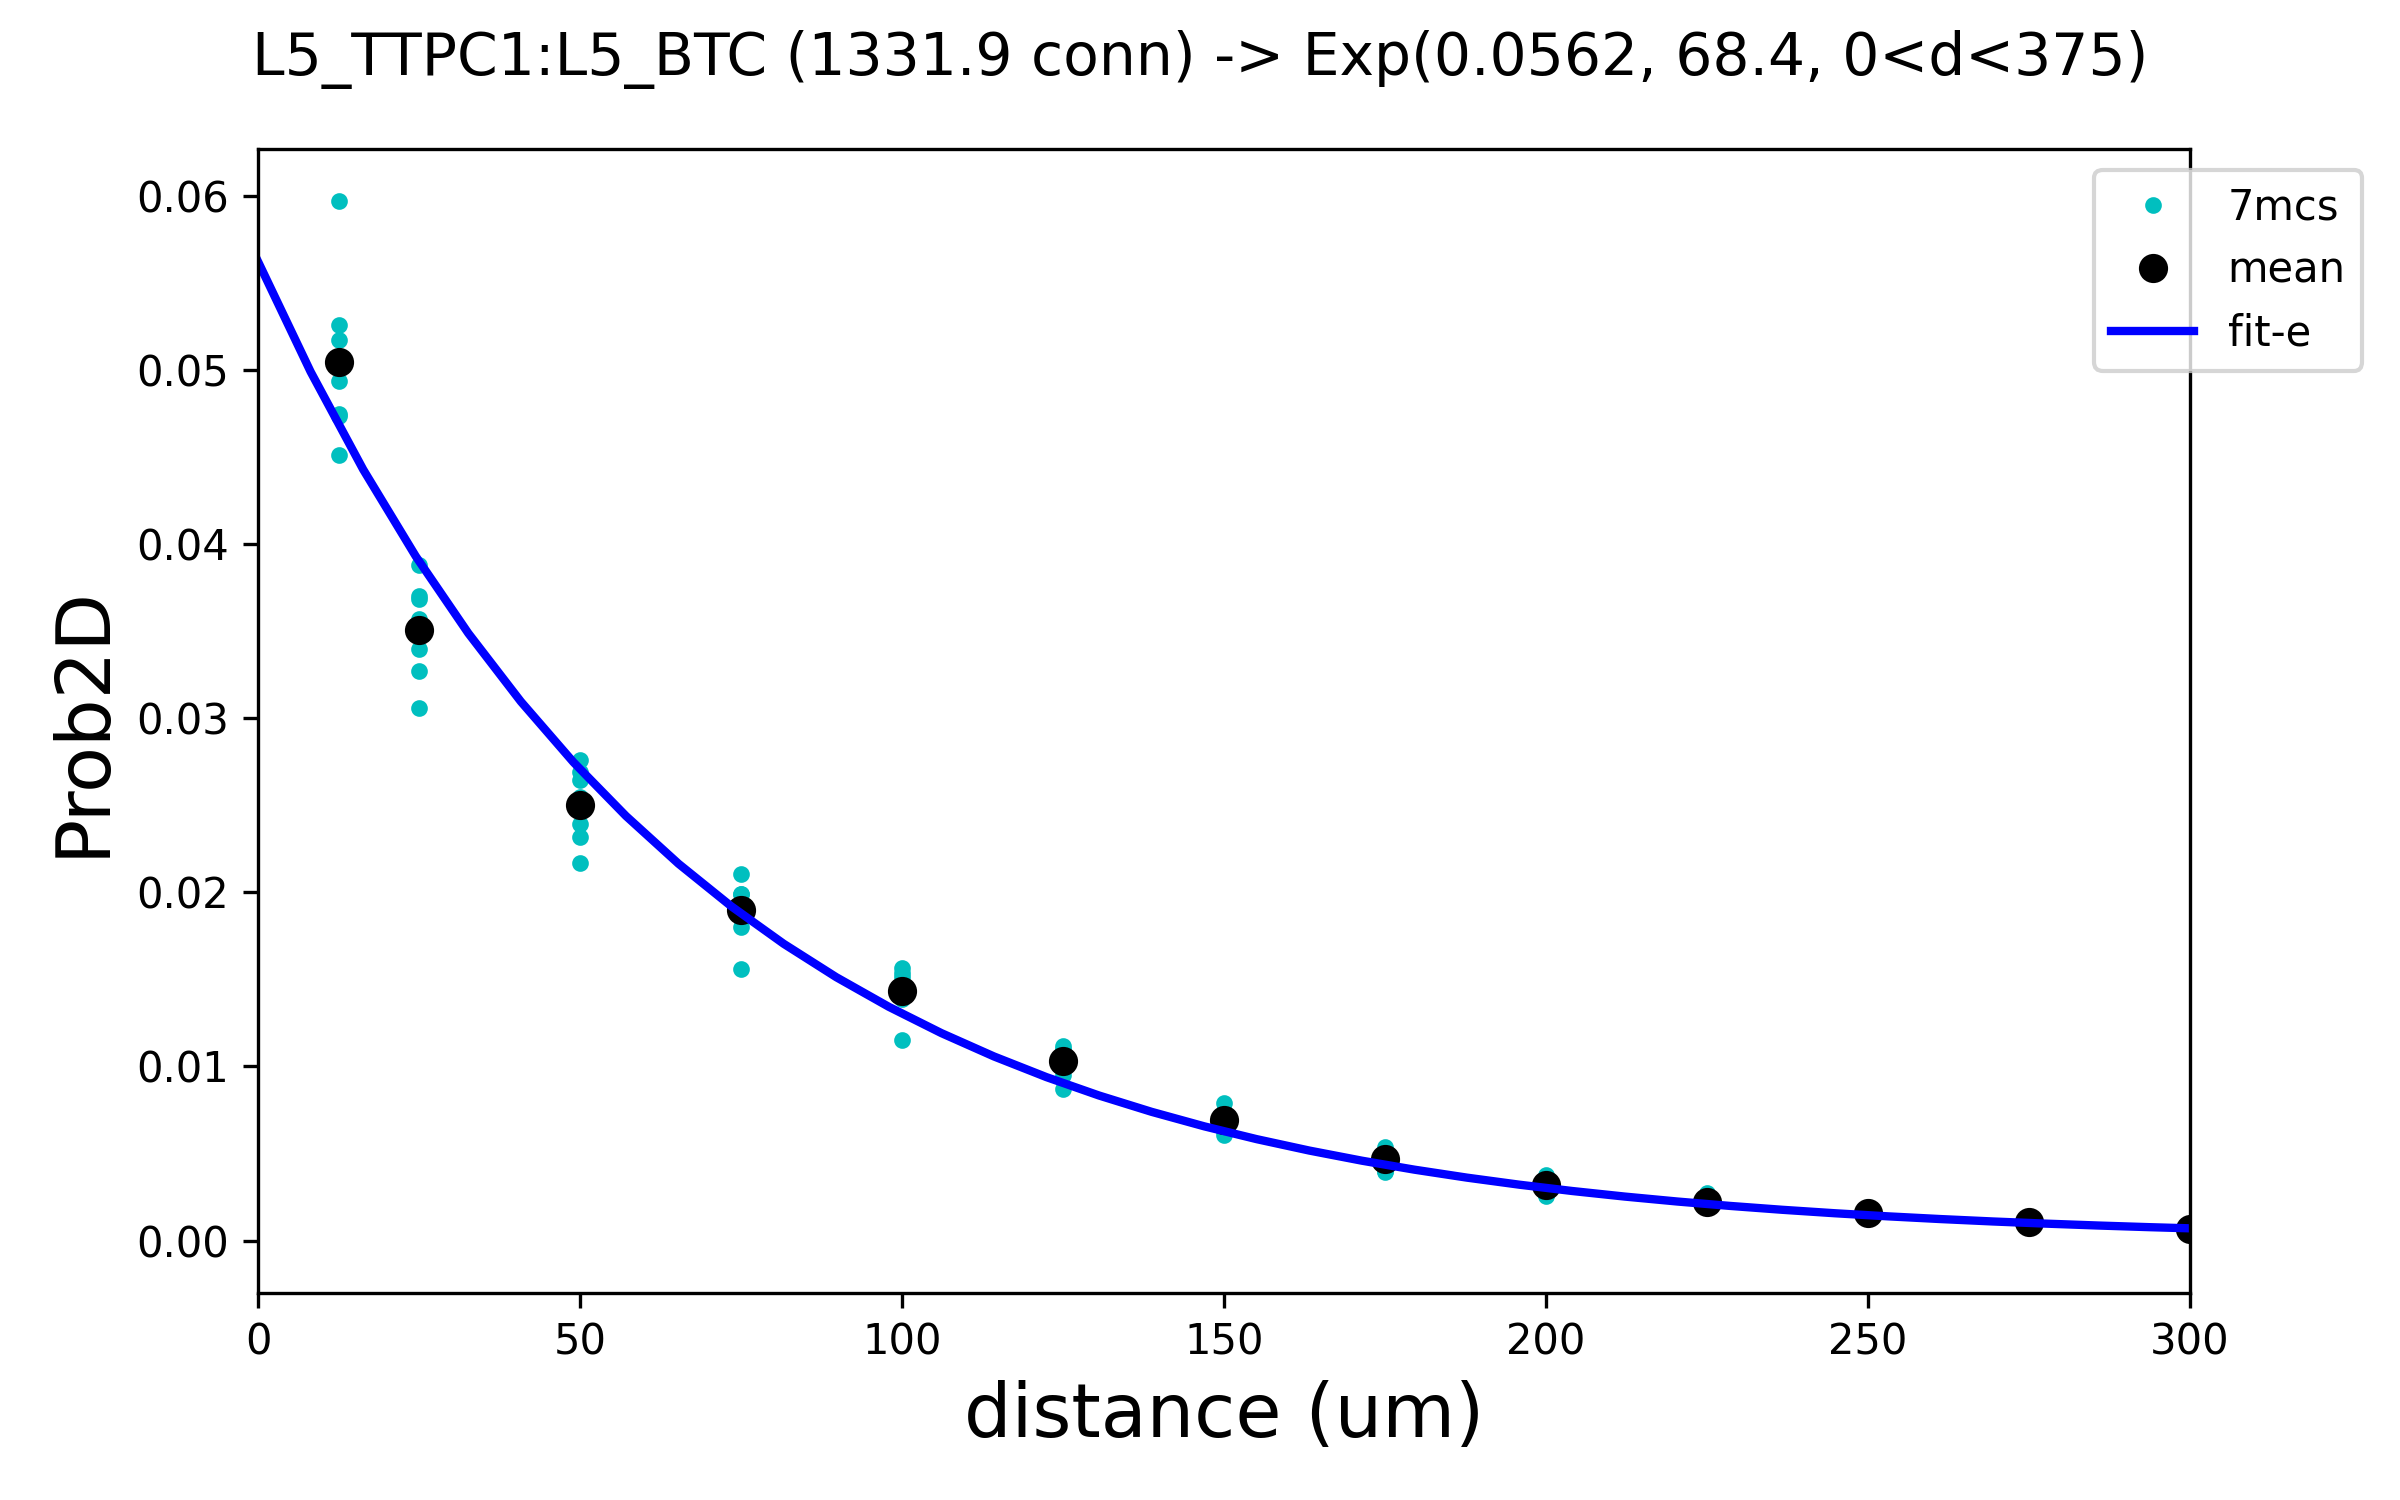 L5_TTPC1:L5_BTC (1331.9 conn) -> Exp(0.0562, 68.4, 0<d<375)
7mcs
mean
fit-e
Prob2D
0.06
0.05
0.04
0.03
0.02
0.01
0.00
0 50 100 150 200 250 300
distance (um)